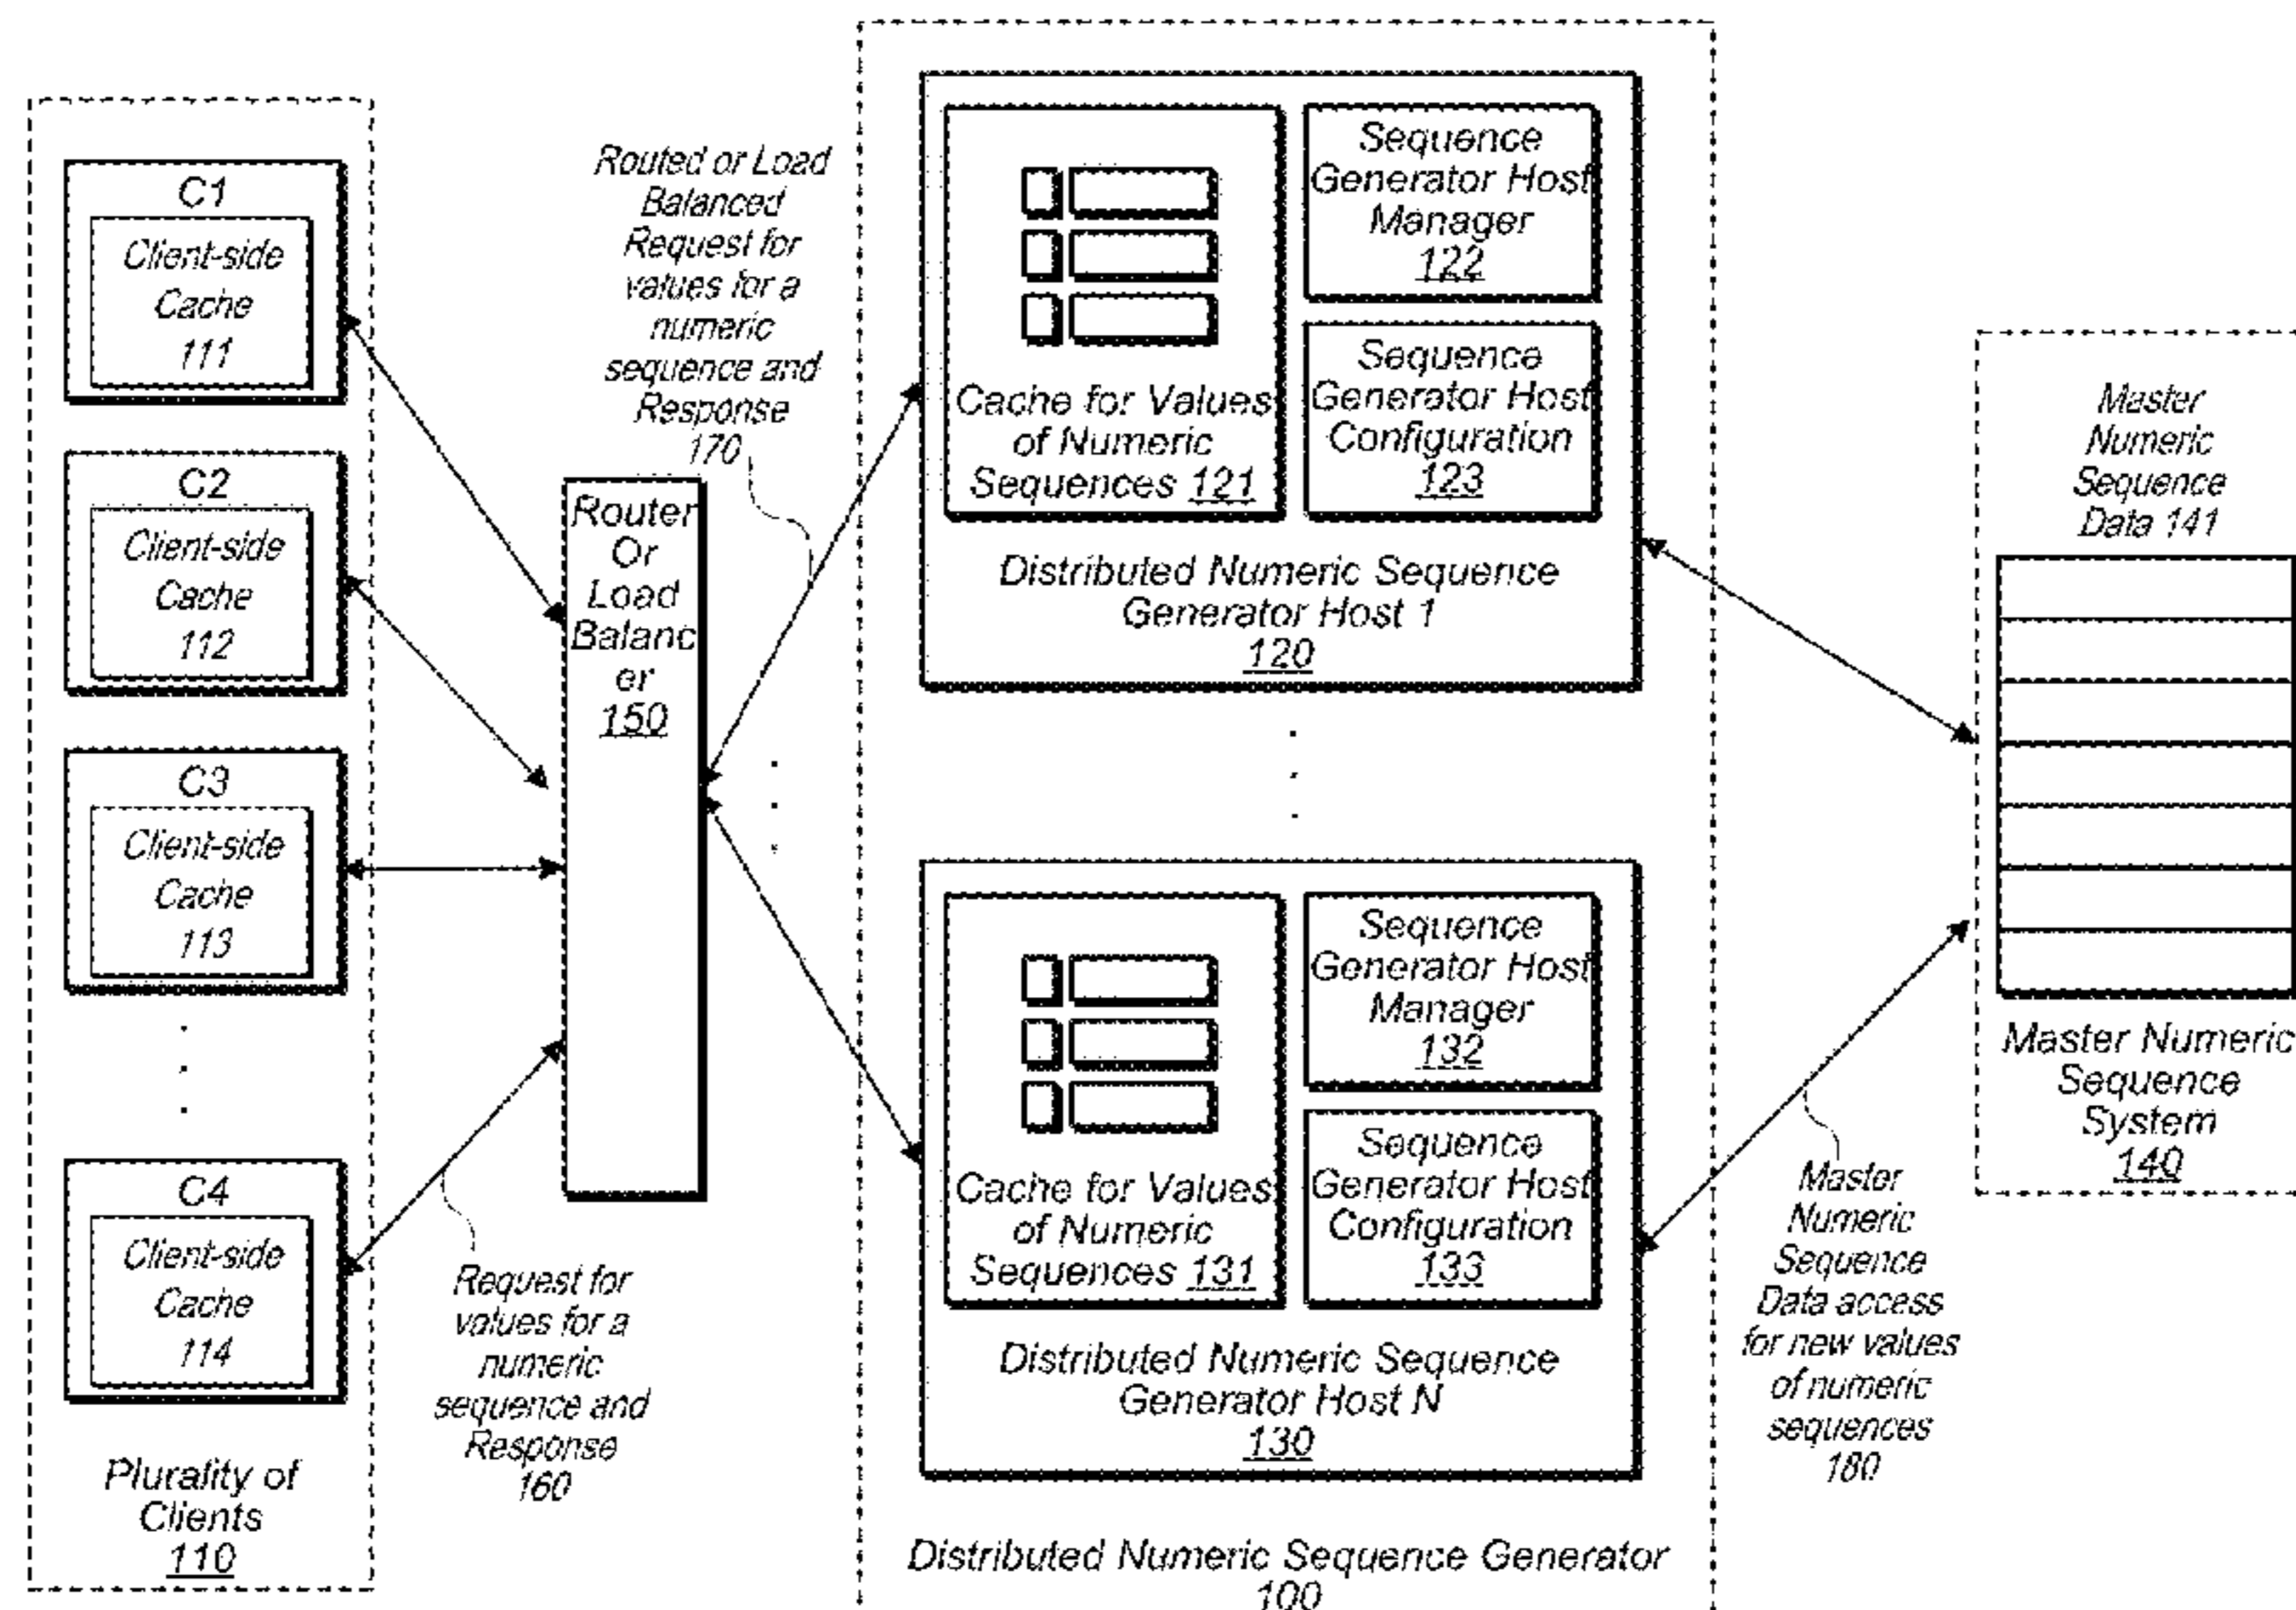 C1
Client-side
Cache
111
C2
Client-side
Cache
112
C3
Client-side
Cache
113
C4
Client-side
Cache
114
Plurality of
Clients
110
Request for
values for a
numeric
sequence and
Response
160
Router
Or
Load
Balanc
er
150
Routed or Load
Balanced
Request for
values for a
numeric
sequence and
Response
170
Cache for Values
of Numeric
Sequences 121
Sequence
Generator Host
Manager
122
Sequence
Generator Host
Configuration
123
Distributed Numeric Sequence
Generator Host 1
120
Cache for Values
of Numeric
Sequences 131
Sequence
Generator Host
Manager
132
Sequence
Generator Host
Configuration
133
Distributed Numeric Sequence
Generator Host N
130
Distributed Numeric Sequence Generator
100
Master
Numeric
Sequence
Data access
for new values
of numeric
sequences
180
Master
Numeric
Sequence
Data 141
Master Numeric
Sequence
System
140